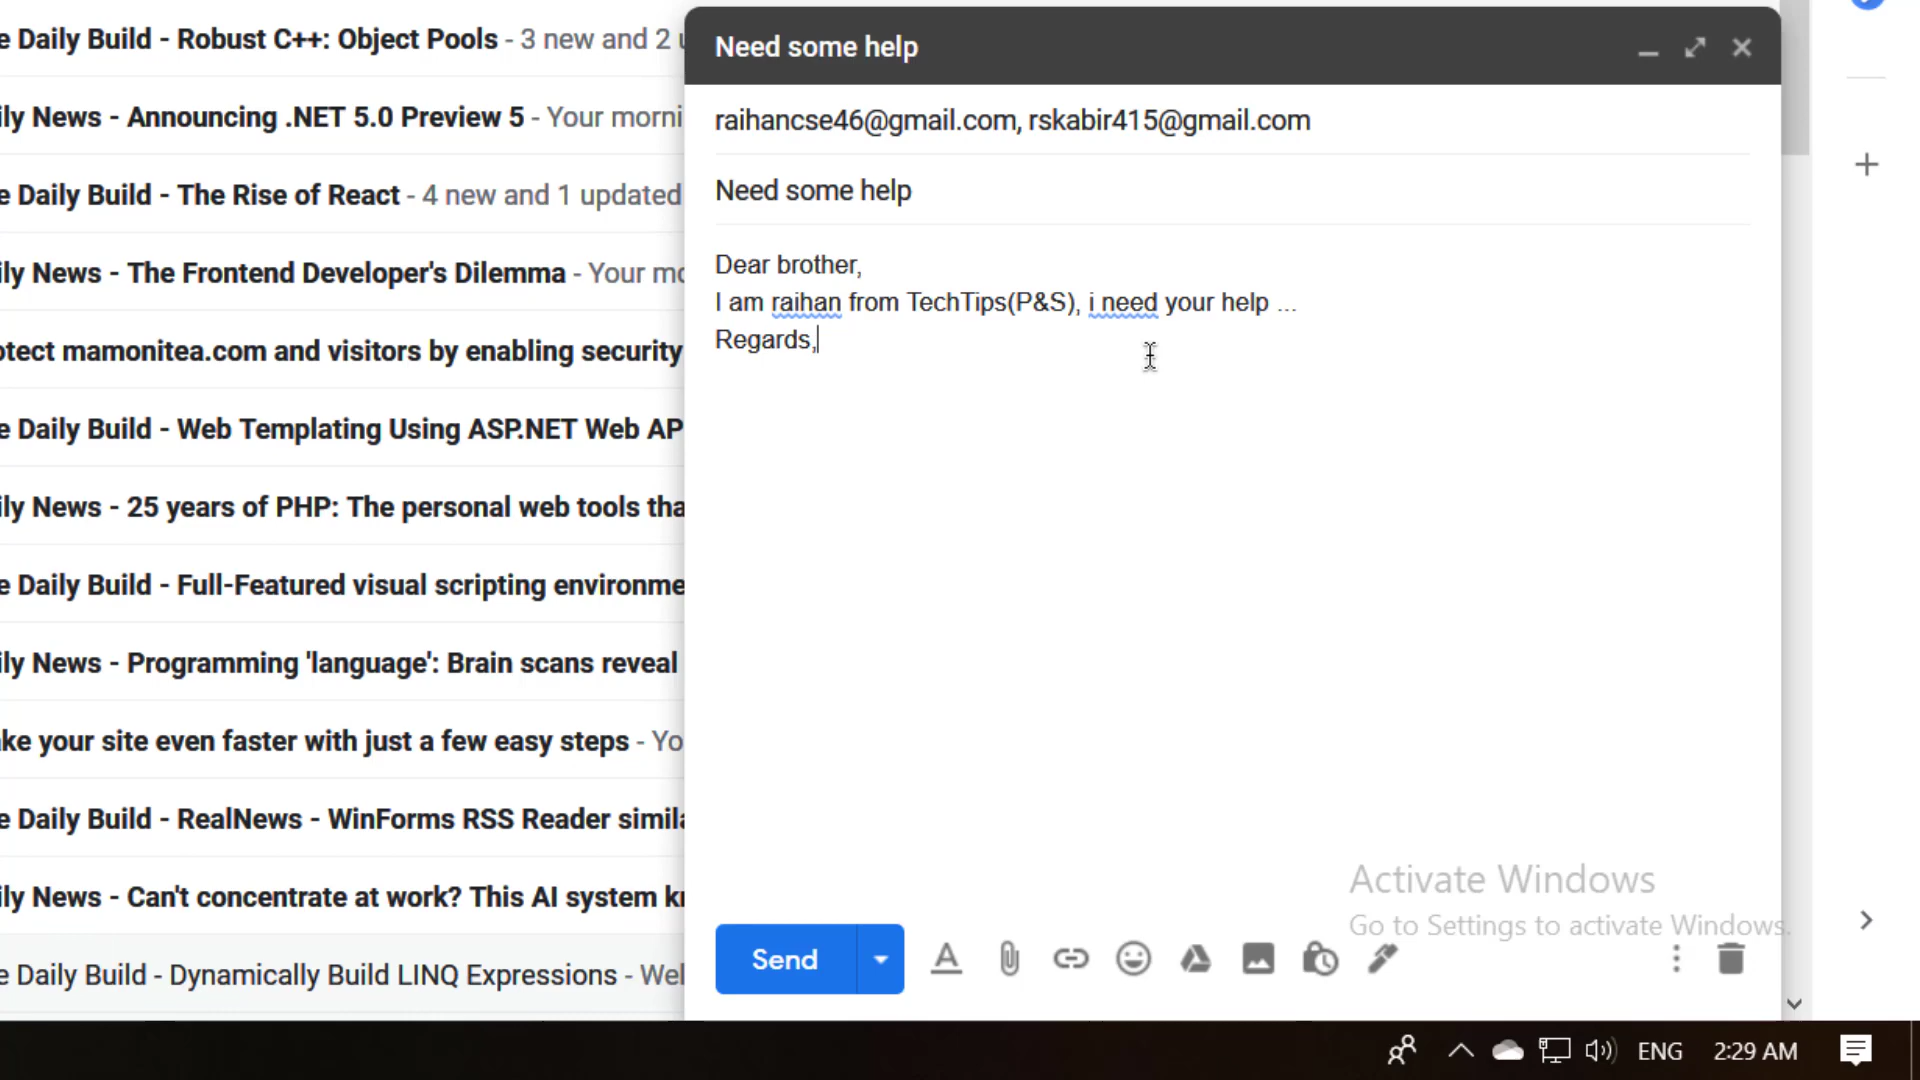 e Daily Build - Robust C++: Object Pools - 3 new and 2 u
ily News - Announcing .NET 5.0 Preview 5 - Your morni
e Daily Build - The Rise of React - 4 new and 1 updated
ily News - The Frontend Developer's Dilemma - Your mo
otect mamonitea.com and visitors by enabling security
e Daily Build - Web Templating Using ASP.NET Web AP
ily News - 25 years of PHP: The personal web tools tha
e Daily Build - Full-Featured visual scripting environme
ily News - Programming 'language': Brain scans reveal
ake your site even faster with just a few easy steps - Yo
e Daily Build - RealNews - WinForms RSS Reader simila
ily News - Can't concentrate at work? This AI system kn
e Daily Build - Dynamically Build LINQ Expressions - Wel
Need some help
raihancse46@gmail.com, rskabir415@gmail.com
Need some help
Dear brother,
I am raihan from TechTips(P&S), i need your help ...
Regards,
Activate Windows
Go to Settings to activate Windows.
Send
ENG
2:29 AM